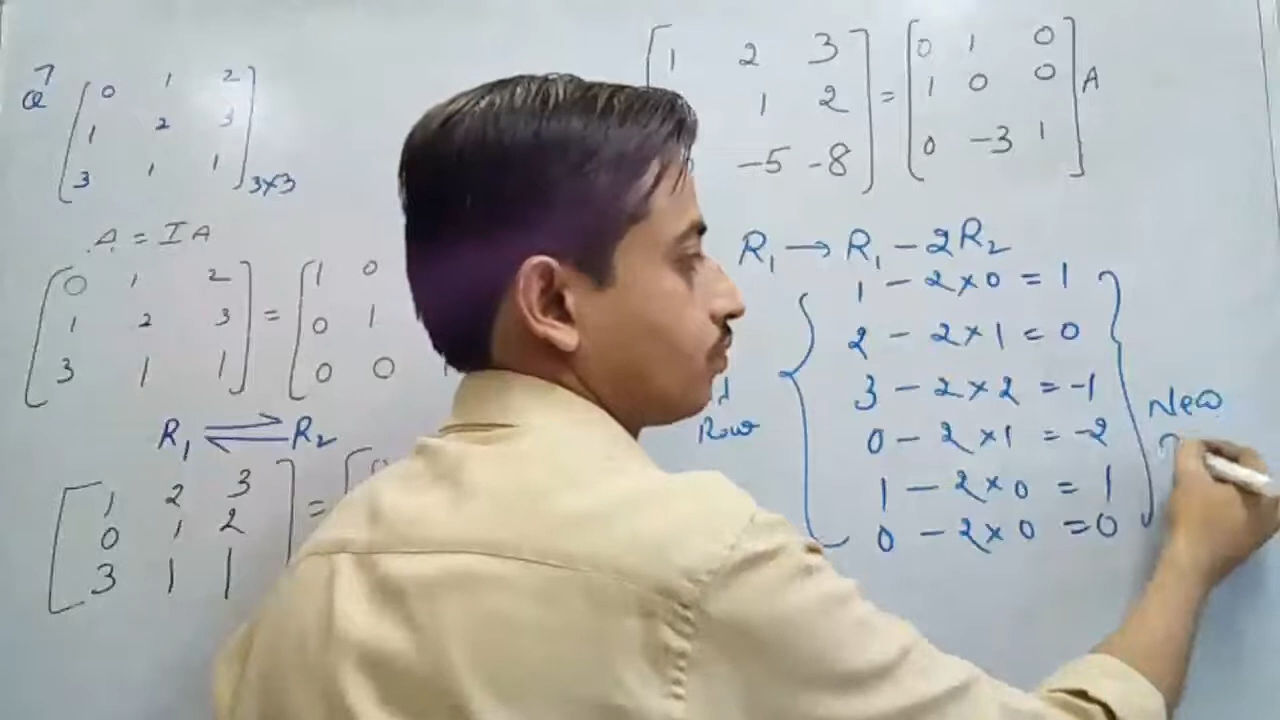 Q 7 0 1 2
1 2 3
3 1 1 3×3
A = IA
0 1 2 = 1 0
1 2 3 0 1
3 1 1 0 0
R₁ ⇌ R₂
1 2 3 =
0 1 2
3 1 1
1 2 3 = 0 1 0 A
1 2 1 0 0
-5 -8 0 -3 1
R₁ → R₁ - 2R₂
1 - 2×0 = 1
2 - 2×1 = 0
3 - 2×2 = -1
0 - 2×1 = -2
1 - 2×0 = 1
0 - 2×0 = 0
Row
New